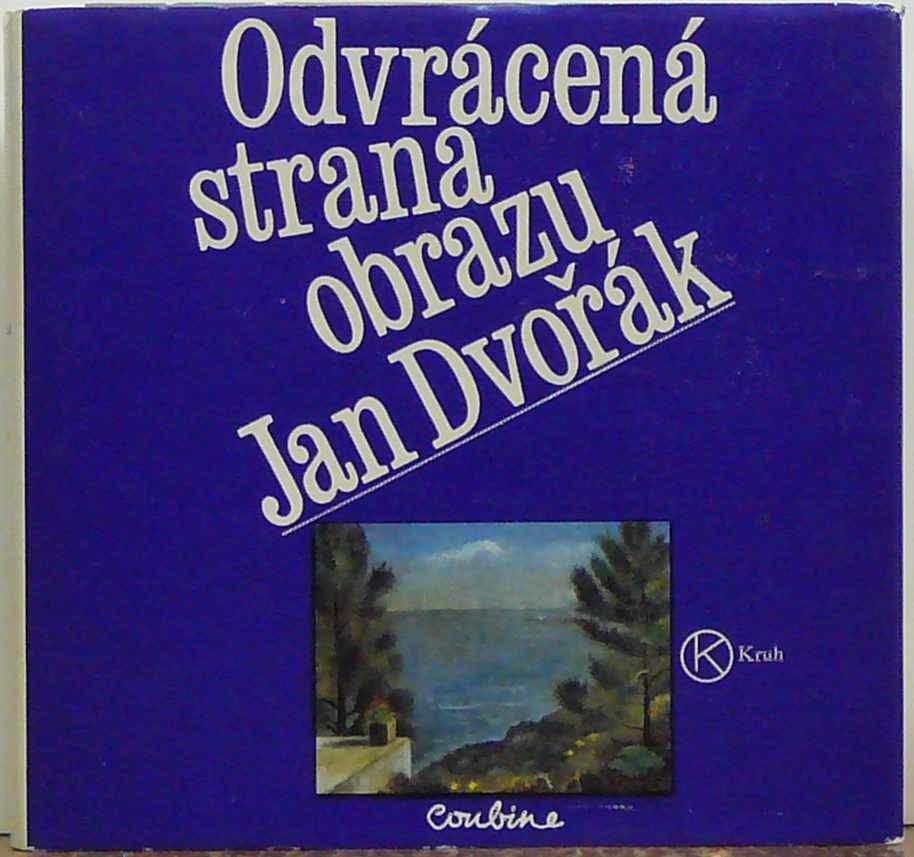 Odvrácená
strana
obrazu
Jan Dvořák
K Kruh
Coubine